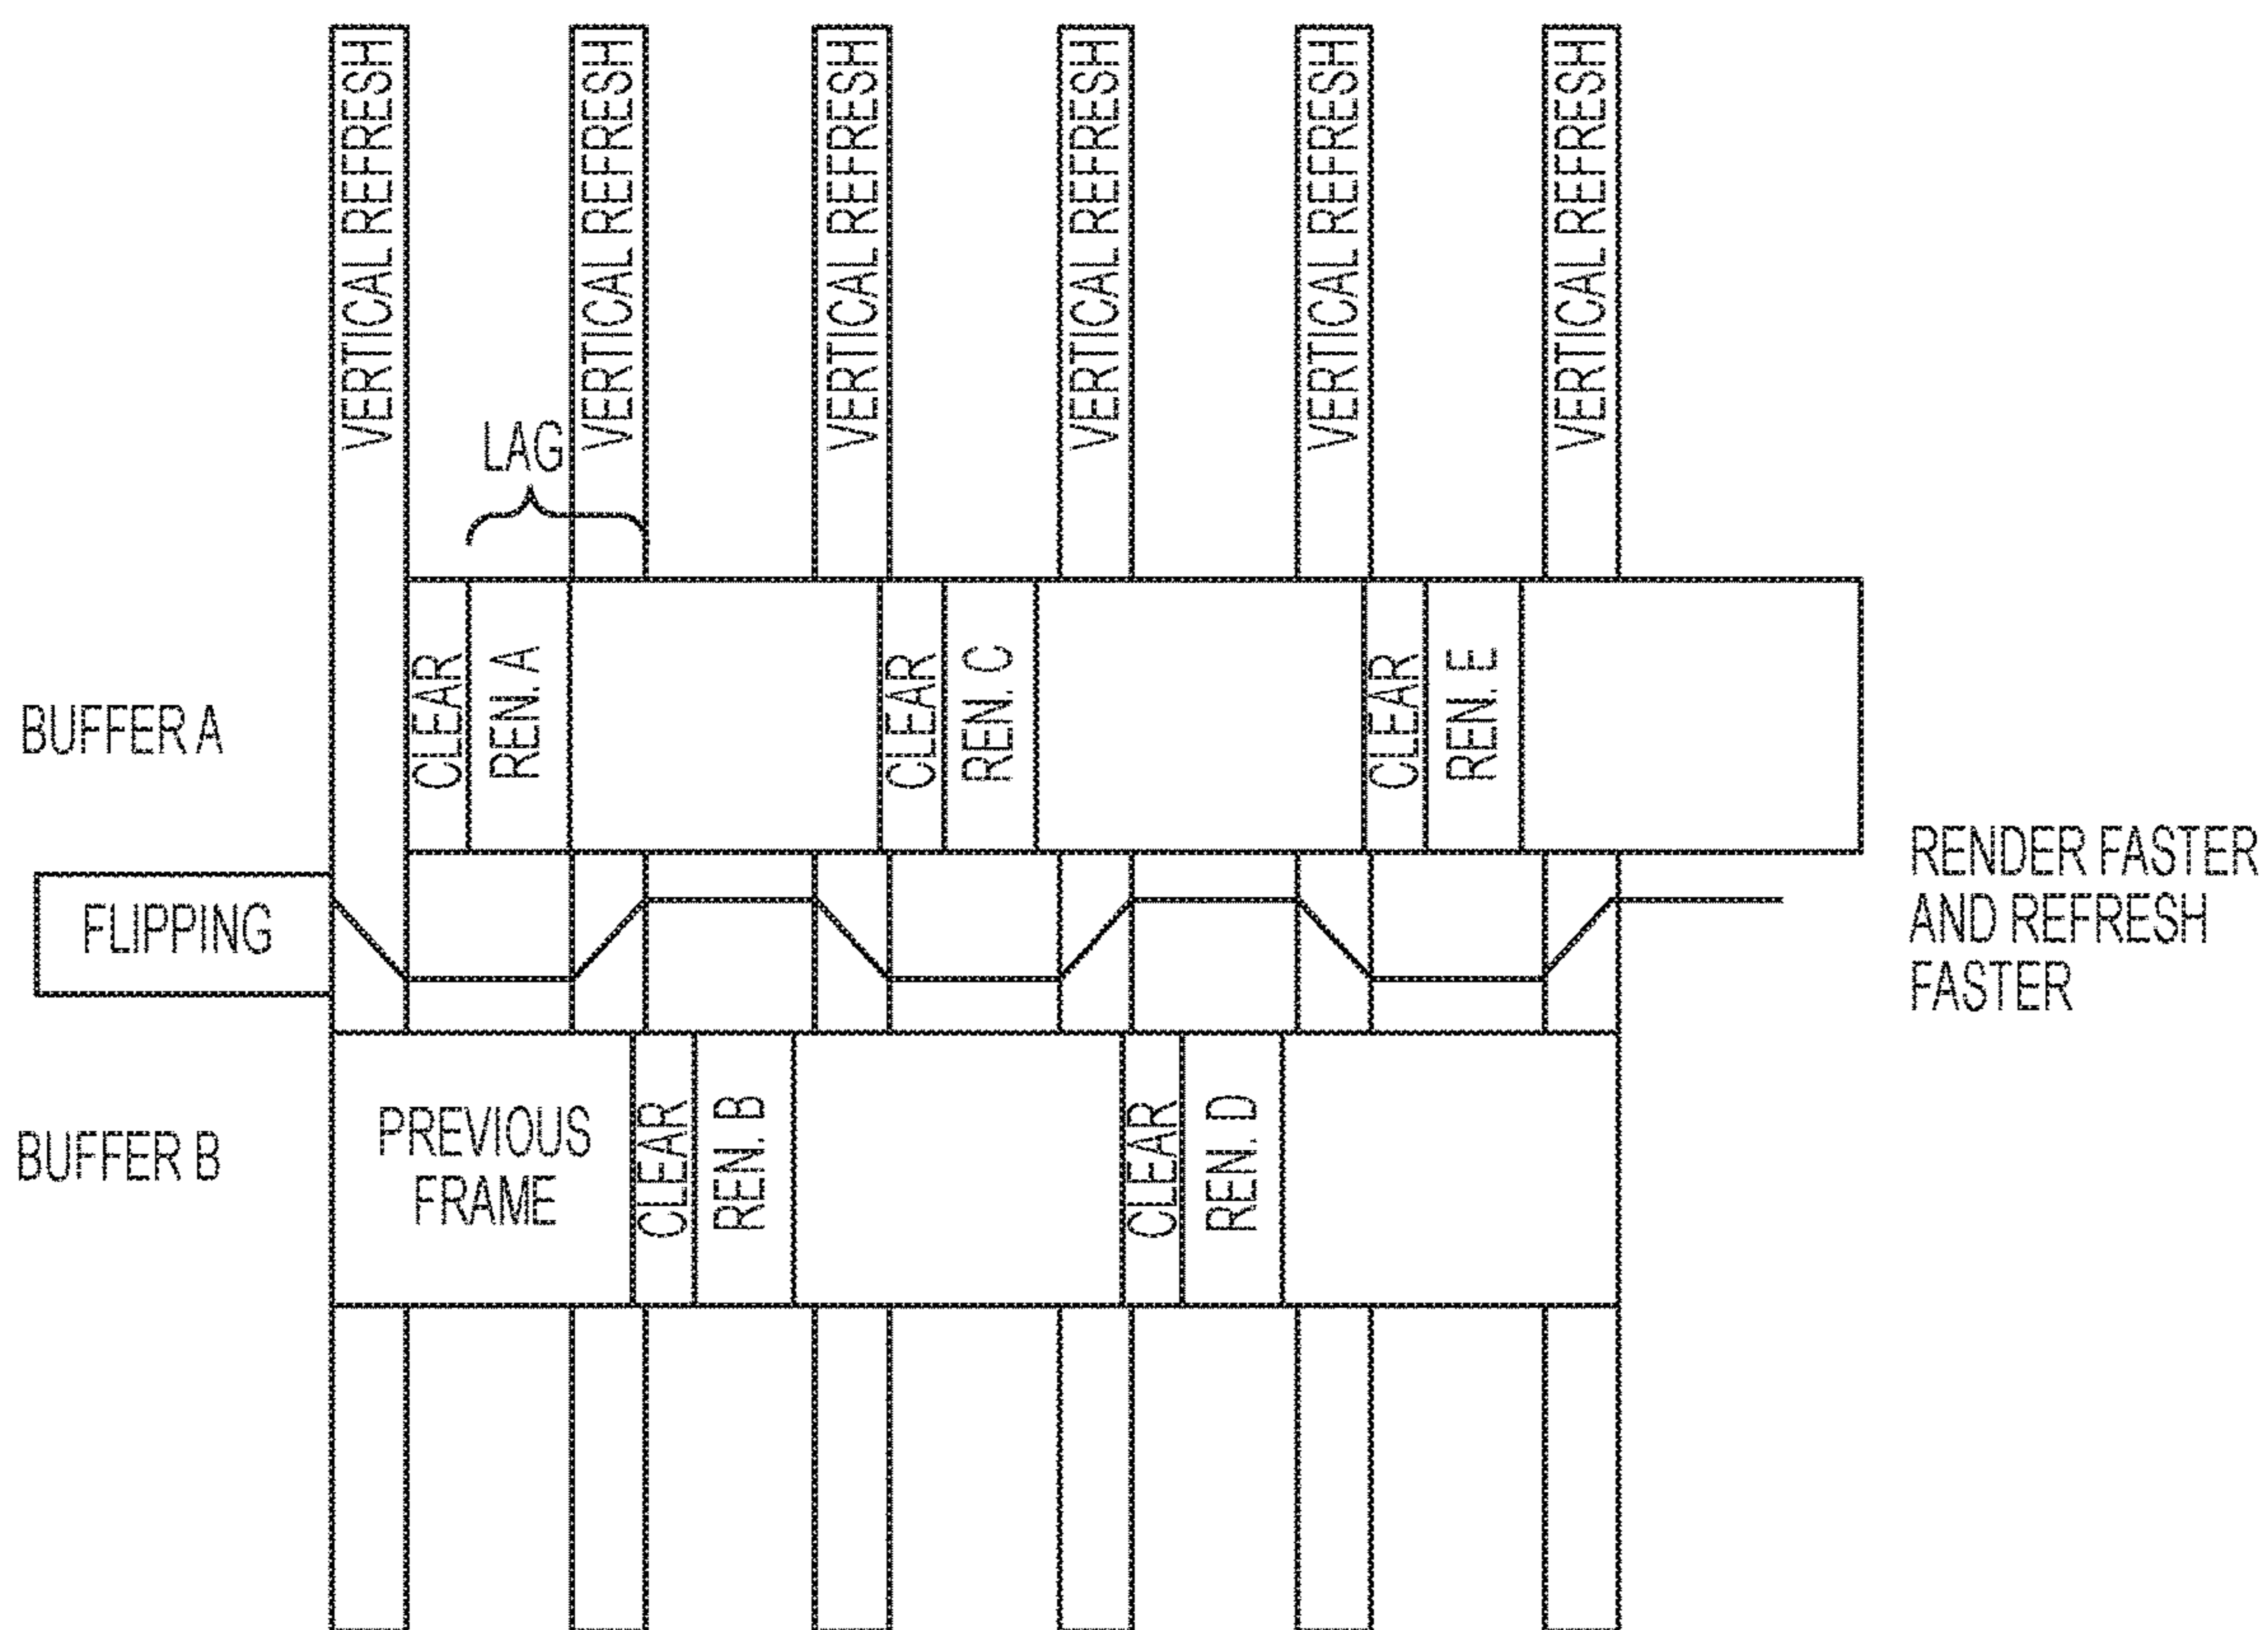 VERTICAL REFRESH
VERTICAL REFRESH
VERTICAL REFRESH
VERTICAL REFRESH
VERTICAL REFRESH
VERTICAL REFRESH
LAG
BUFFER A
CLEAR
REN. A
CLEAR
REN. C
CLEAR
REN. E
FLIPPING
RENDER FASTER
AND REFRESH
FASTER
BUFFER B
PREVIOUS
FRAME
CLEAR
REN. B
CLEAR
REN. D